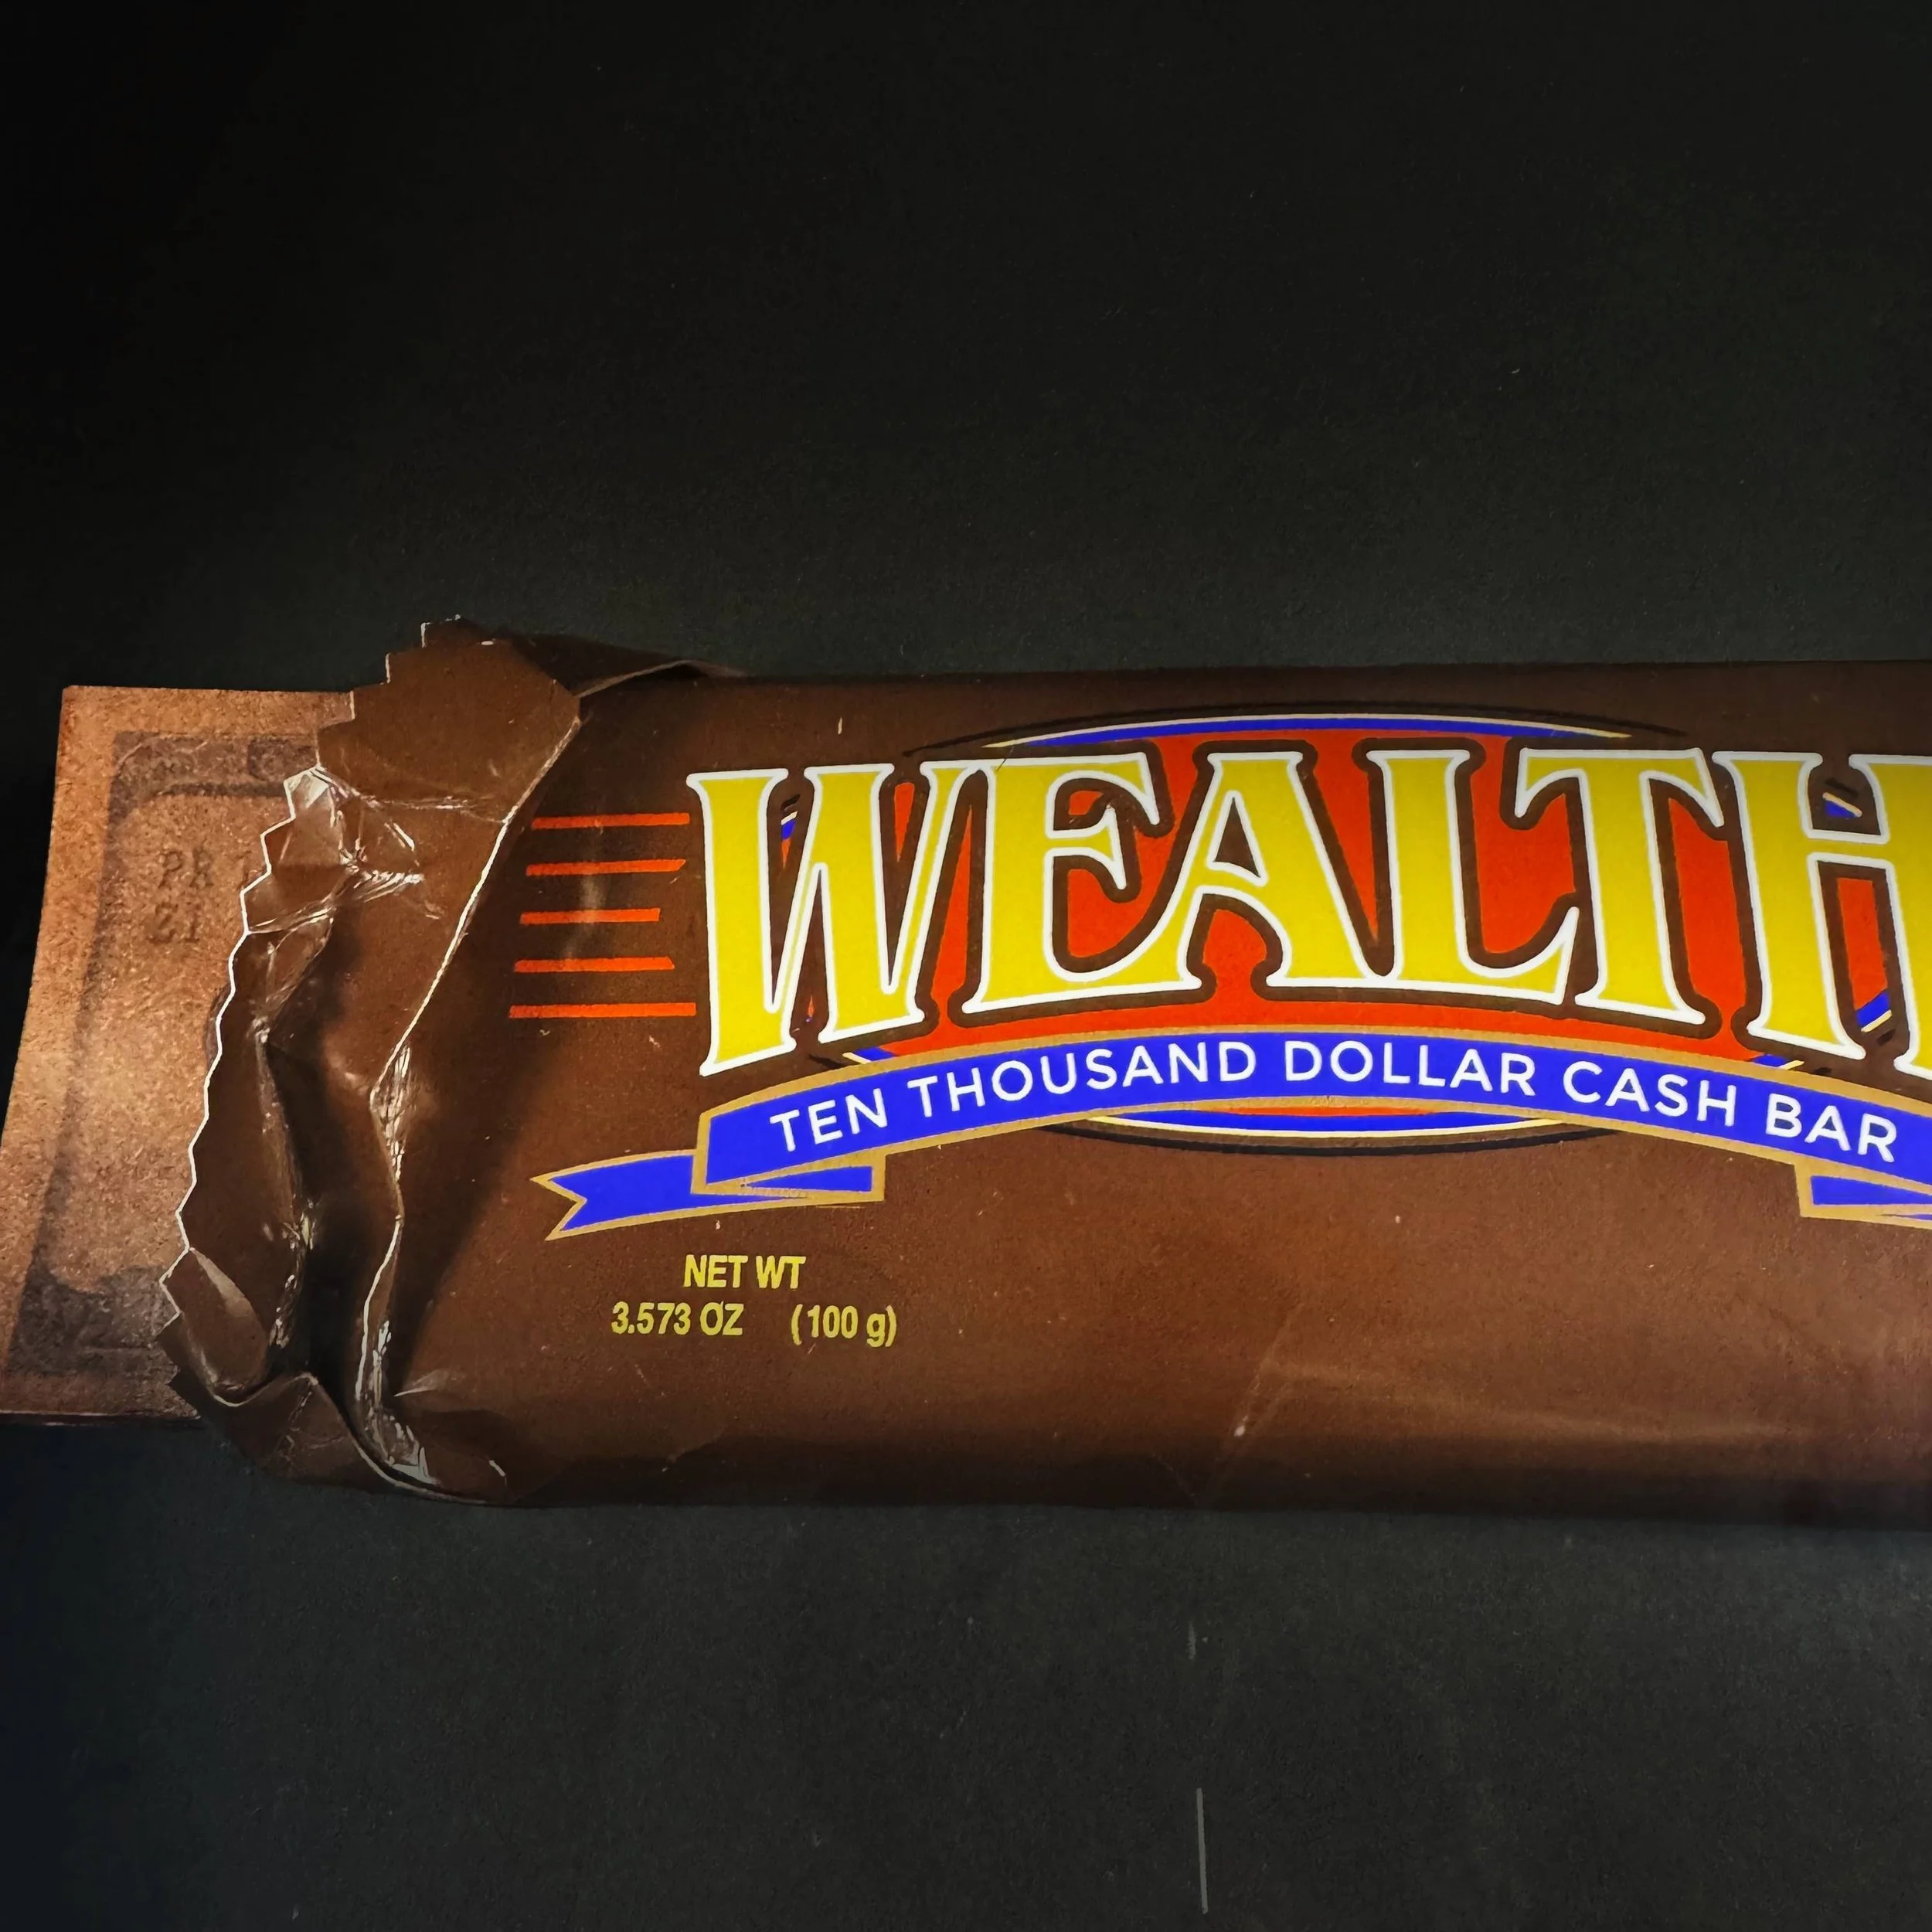 WEALTH
TEN THOUSAND DOLLAR CASH BAR
NET WT
3.573 OZ (100 g)